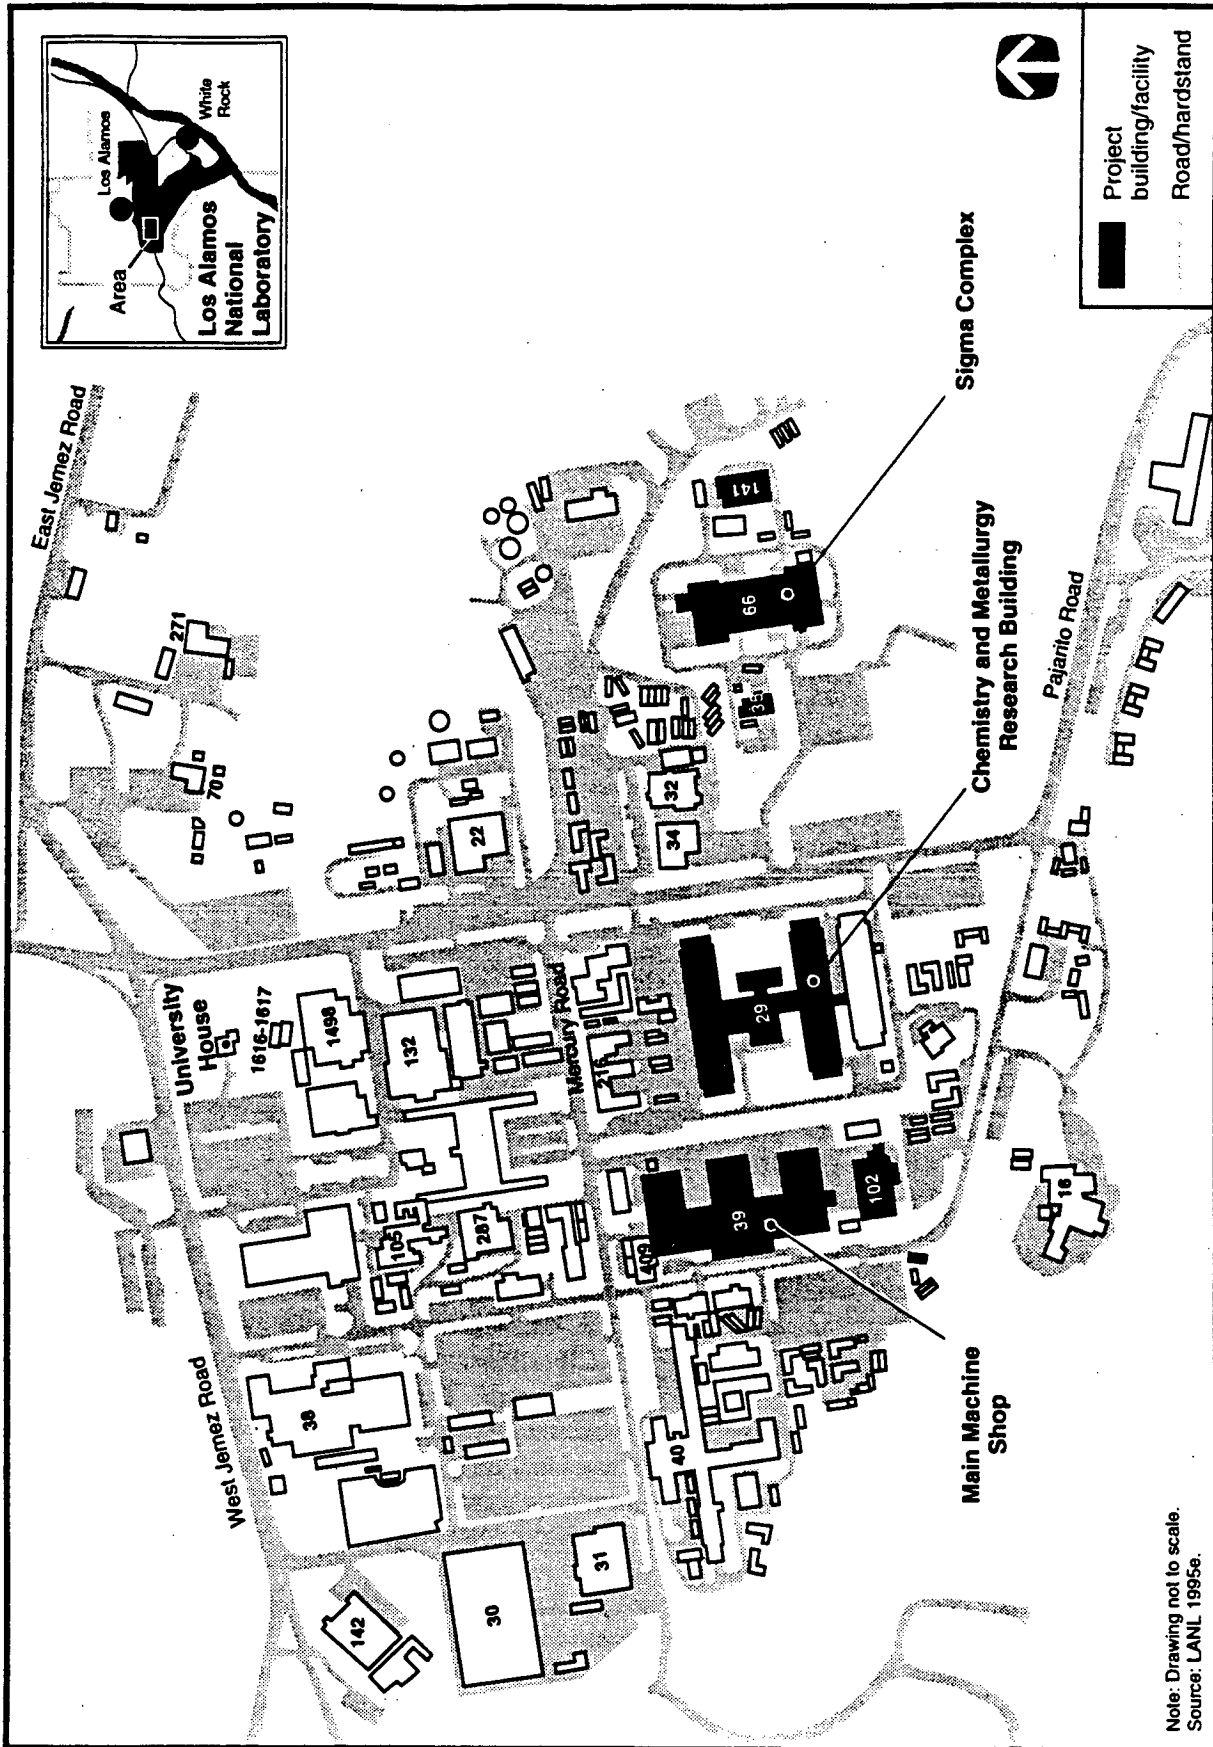 Los Alamos
White
Rock
Area
Los Alamos
National
Laboratory
Project
building/facility
Road/hardstand
East Jemez Road
271
70
University
House
1616-1617
1498
132
22
Mercury Road
216
105
287
409
West Jemez Road
38
142
30
31
40
39
102
29
34
32
66
141
16
Sigma Complex
Chemistry and Metallurgy
Research Building
Pajarito Road
Main Machine
Shop
Note: Drawing not to scale.
Source: LANL 1995e.